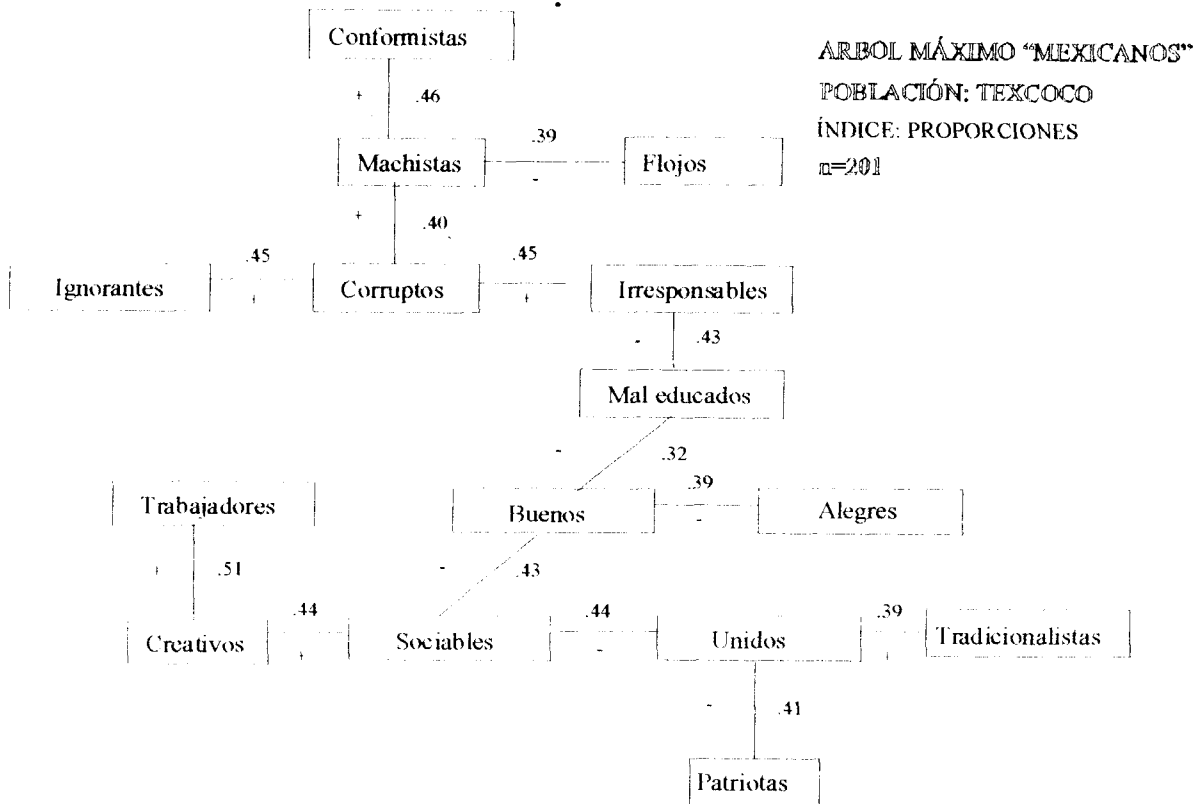 Conformistas
ARBOL MÁXIMO “MEXICANOS”
POBLACIÓN: TEXCOCO
ÍNDICE: PROPORCIONES
n=201
+ .46
Machistas
.39
-
Flojos
+ .40
Ignorantes
.45
+
Corruptos
.45
+
Irresponsables
- .43
Mal educados
- .32
Trabajadores
Buenos
.39
-
Alegres
+ .51
- .43
Creativos
.44
+
Sociables
.44
-
Unidos
.39
+
Tradicionalistas
- .41
Patriotas